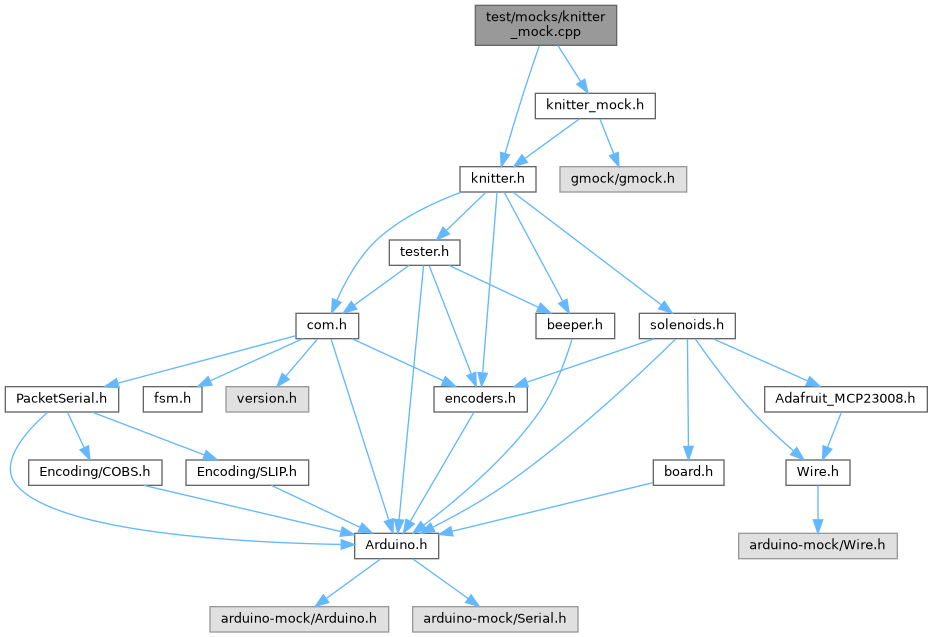 test/mocks/knitter
_mock.cpp
knitter_mock.h
knitter.h
gmock/gmock.h
tester.h
com.h
beeper.h
solenoids.h
PacketSerial.h
fsm.h
version.h
encoders.h
Adafruit_MCP23008.h
Encoding/COBS.h
Encoding/SLIP.h
board.h
Wire.h
Arduino.h
arduino-mock/Wire.h
arduino-mock/Arduino.h
arduino-mock/Serial.h